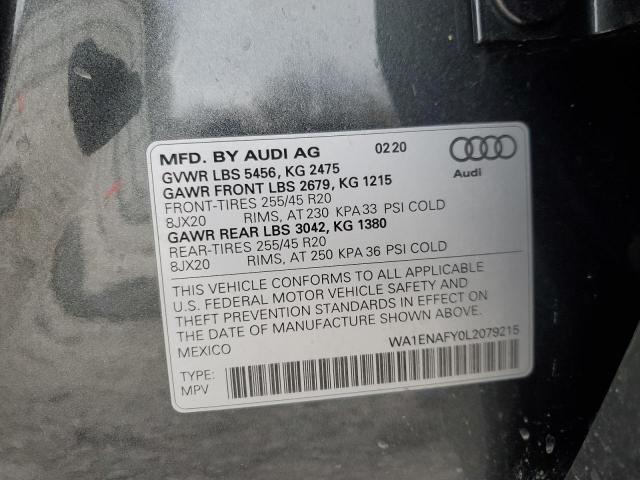 MFD. BY AUDI AG 0220
GVWR LBS 5456, KG 2475
GAWR FRONT LBS 2679, KG 1215
FRONT-TIRES 255/45 R20
8JX20 RIMS, AT 230 KPA 33 PSI COLD
GAWR REAR LBS 3042, KG 1380
REAR-TIRES 255/45 R20
8JX20 RIMS, AT 250 KPA 36 PSI COLD
Audi
THIS VEHICLE CONFORMS TO ALL APPLICABLE
U.S. FEDERAL MOTOR VEHICLE SAFETY AND
THEFT PREVENTION STANDARDS IN EFFECT ON
THE DATE OF MANUFACTURE SHOWN ABOVE.
MEXICO WA1ENAFY0L2079215
TYPE:
MPV